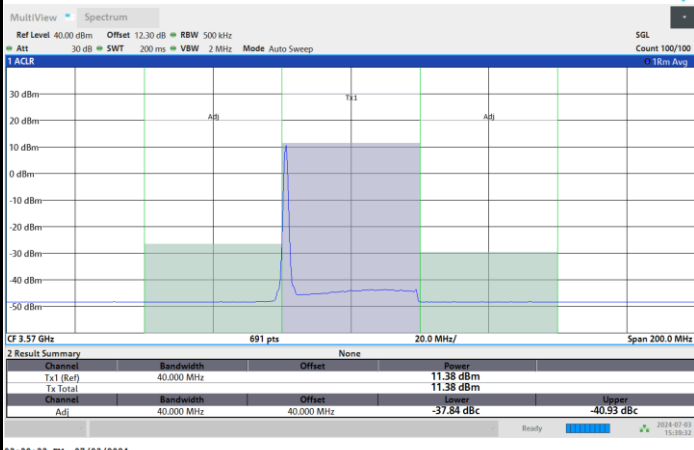 MultiView Spectrum
Ref Level 40.00 dBm Offset 12.30 dB RBW 500 kHz SGL
Att 30 dB SWT 200 ms VBW 2 MHz Mode Auto Sweep Count 100/100
1 ACLR 1Rm Avg
30 dBm
Tx1
20 dBm Adj Adj
10 dBm
0 dBm
-10 dBm
-20 dBm
-30 dBm
-40 dBm
-50 dBm
CF 3.57 GHz 691 pts 20.0 MHz/ Span 200.0 MHz
2 Result Summary None
Channel Bandwidth Offset Power
Tx1 (Ref) 40.000 MHz 11.38 dBm
Tx Total 11.38 dBm
Channel Bandwidth Offset Lower Upper
Adj 40.000 MHz 40.000 MHz -37.84 dBc -40.93 dBc
Ready 2024-07-03
15:39:32